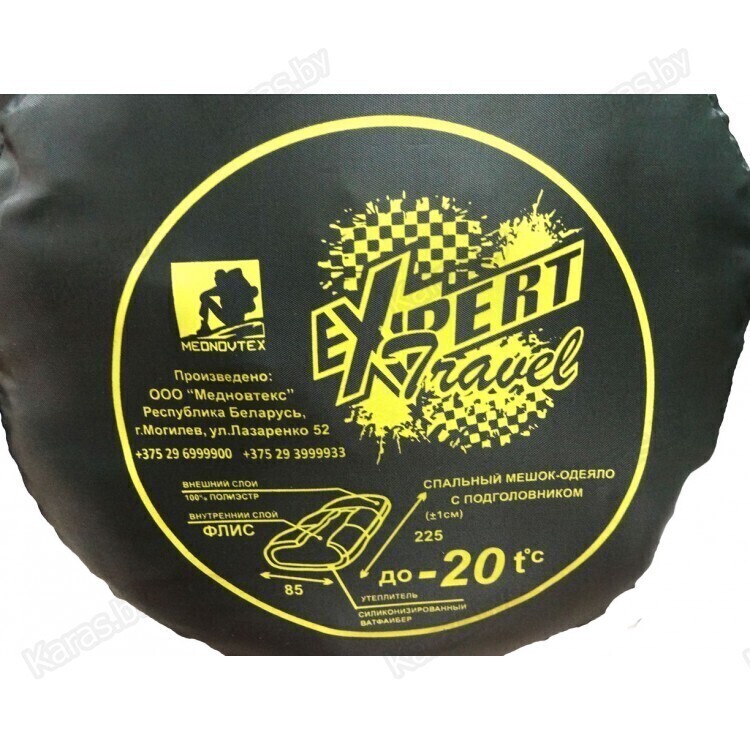 Karas.by
EXPERT
Travel
MEDNOVTEX
Произведено:
ООО "Медновтекс"
Республика Беларусь,
г.Могилев, ул.Лазаренко 52
+375 29 6999900 +375 29 3999933
ВНЕШНИЙ СЛОЙ
100% ПОЛИЭСТР
ВНУТРЕННИЙ СЛОЙ
ФЛИС
СПАЛЬНЫЙ МЕШОК-ОДЕЯЛО
С ПОДГОЛОВНИКОМ
(±1см)
225
85
до -20 t°c
УТЕПЛИТЕЛЬ
СИЛИКОНИЗИРОВАННЫЙ
ВАТФАЙБЕР
Karas.by
Karas.by